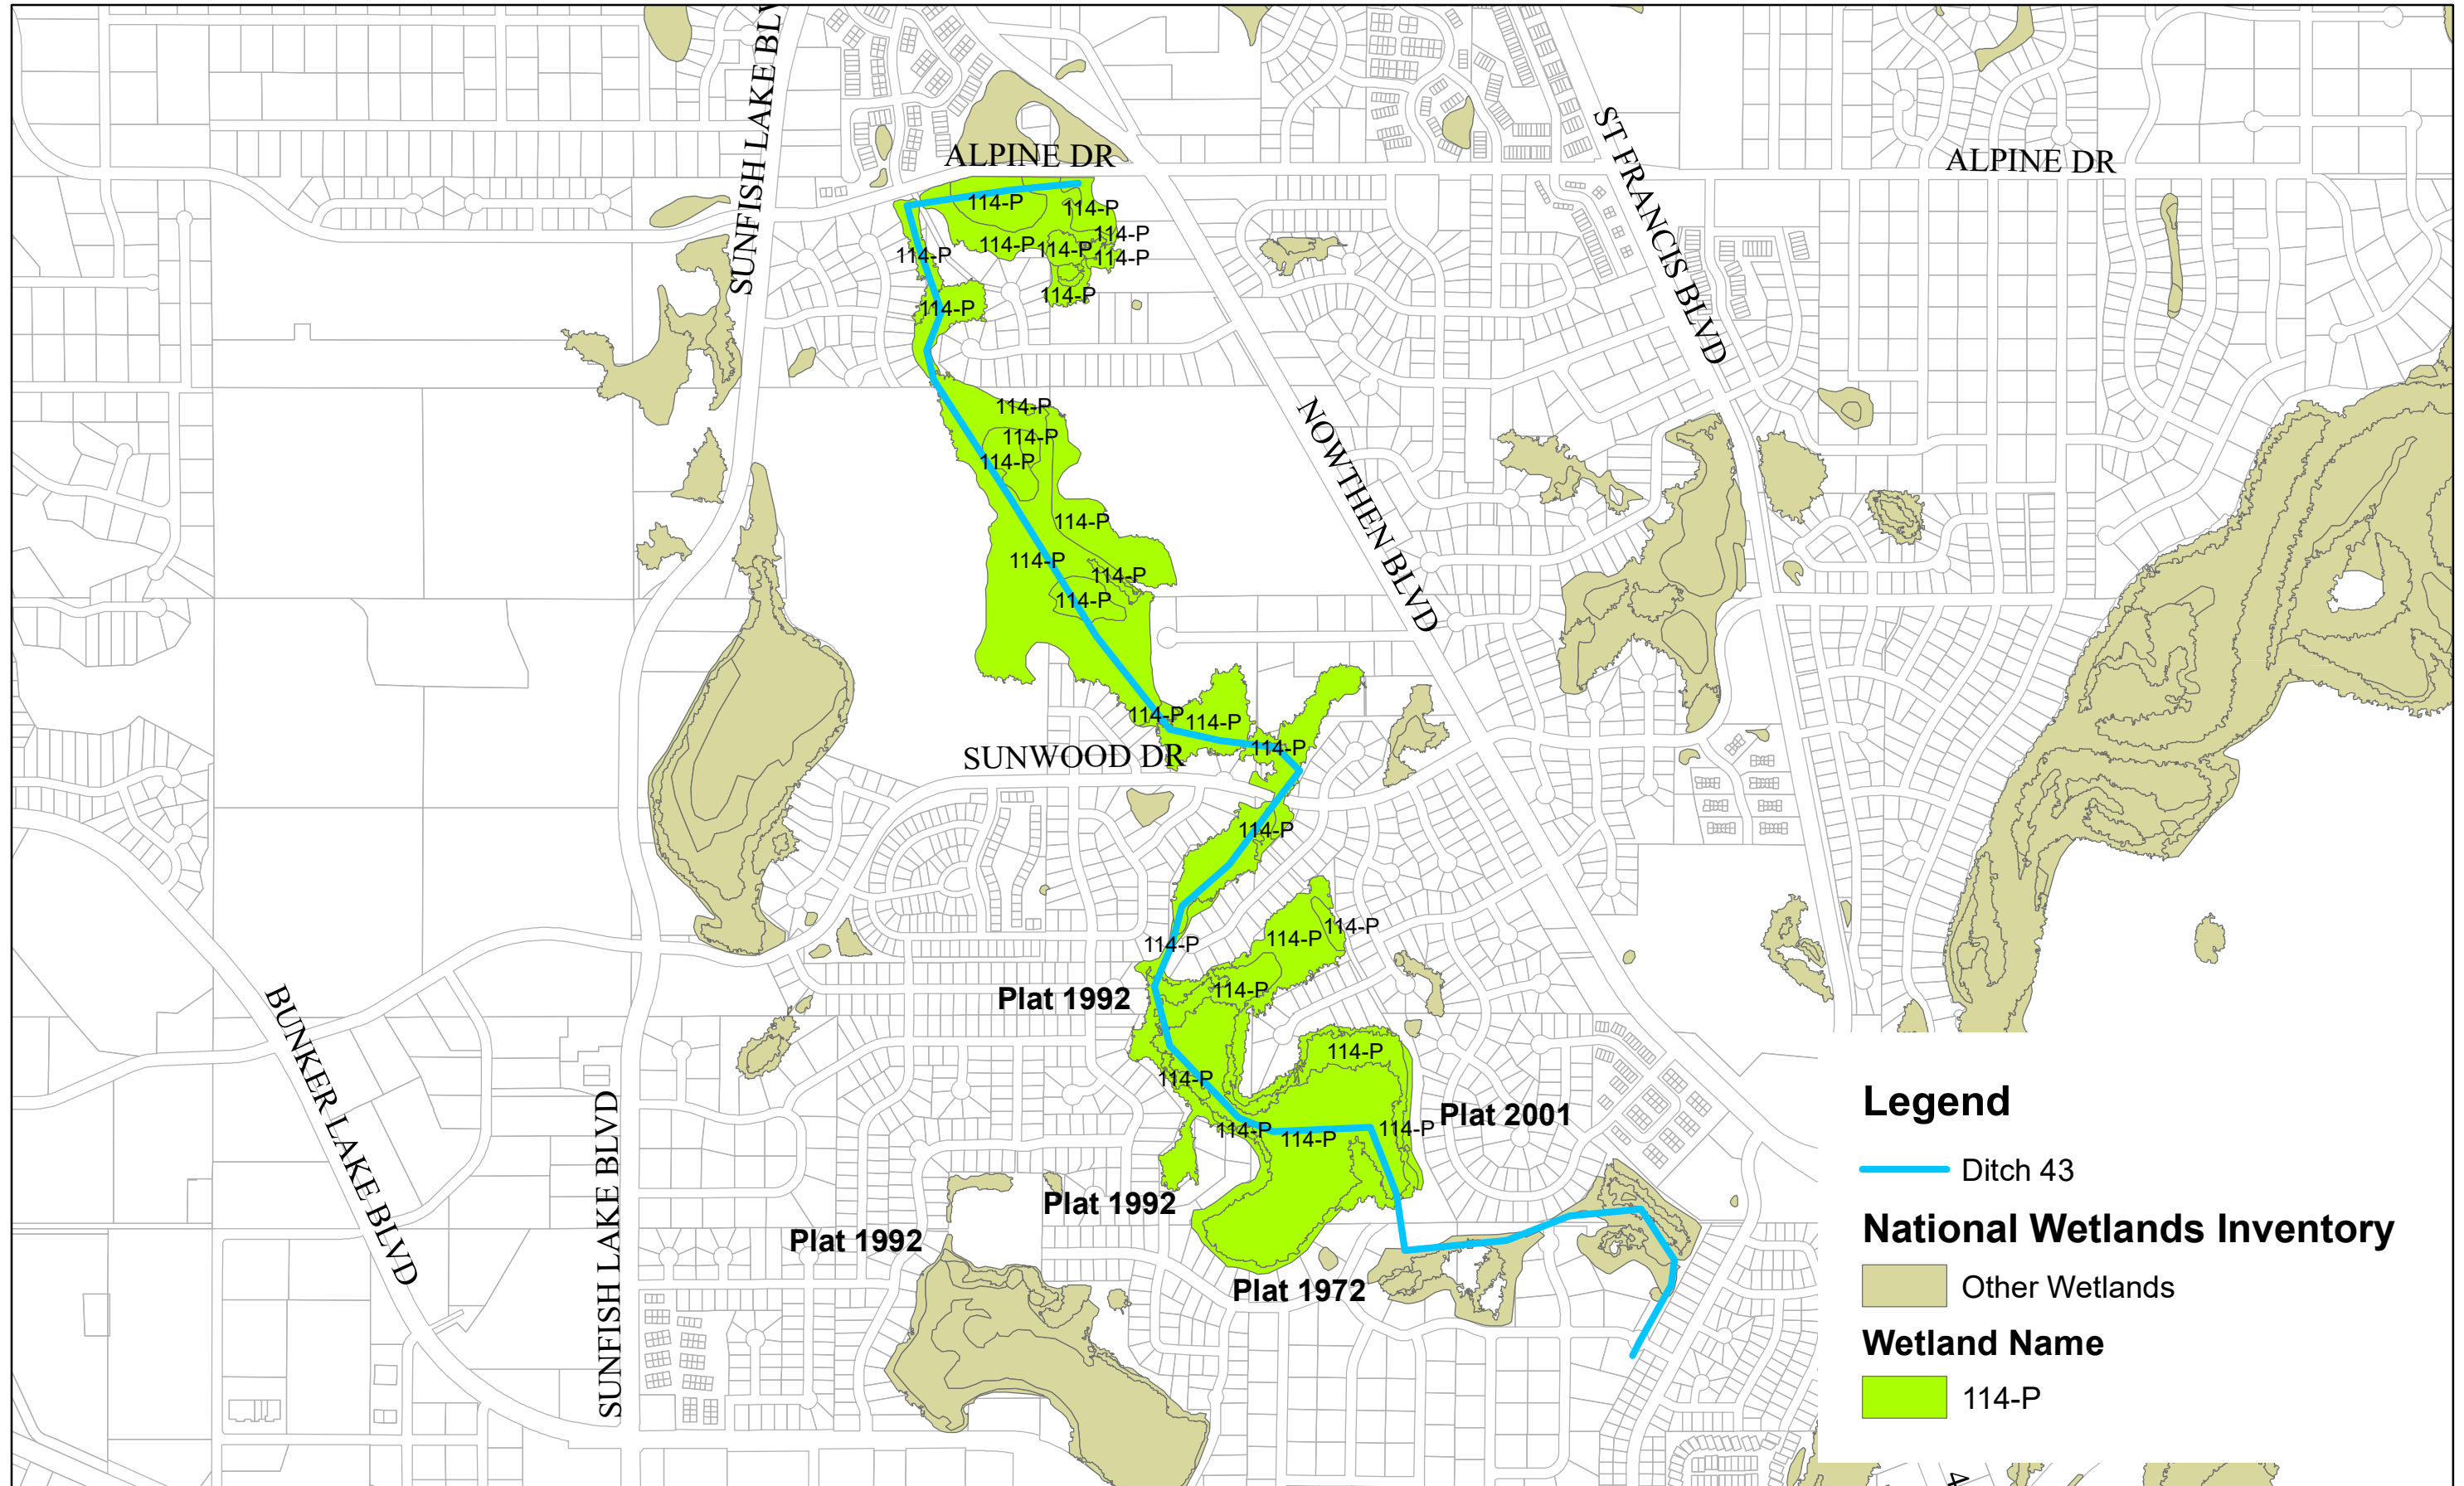 SUNFISH LAKE BLV
ALPINE DR
ST FRANCIS BLVD
ALPINE DR
114-P
114-P
114-P
114-P
114-P
114-P
114-P
114-P
114-P
NOWTHEN BLVD
114-P
114-P
114-P
114-P
114-P
114-P
114-P
114-P
114-P
114-P
SUNWOOD DR
114-P
114-P
114-P
114-P
114-P
Plat 1992
BUNKER LAKE BLVD
114-P
114-P
SUNFISH LAKE BLVD
114-P
114-P
114-P
Plat 2001
Plat 1992
Plat 1992
Plat 1972
Legend
Ditch 43
National Wetlands Inventory
Other Wetlands
Wetland Name
114-P